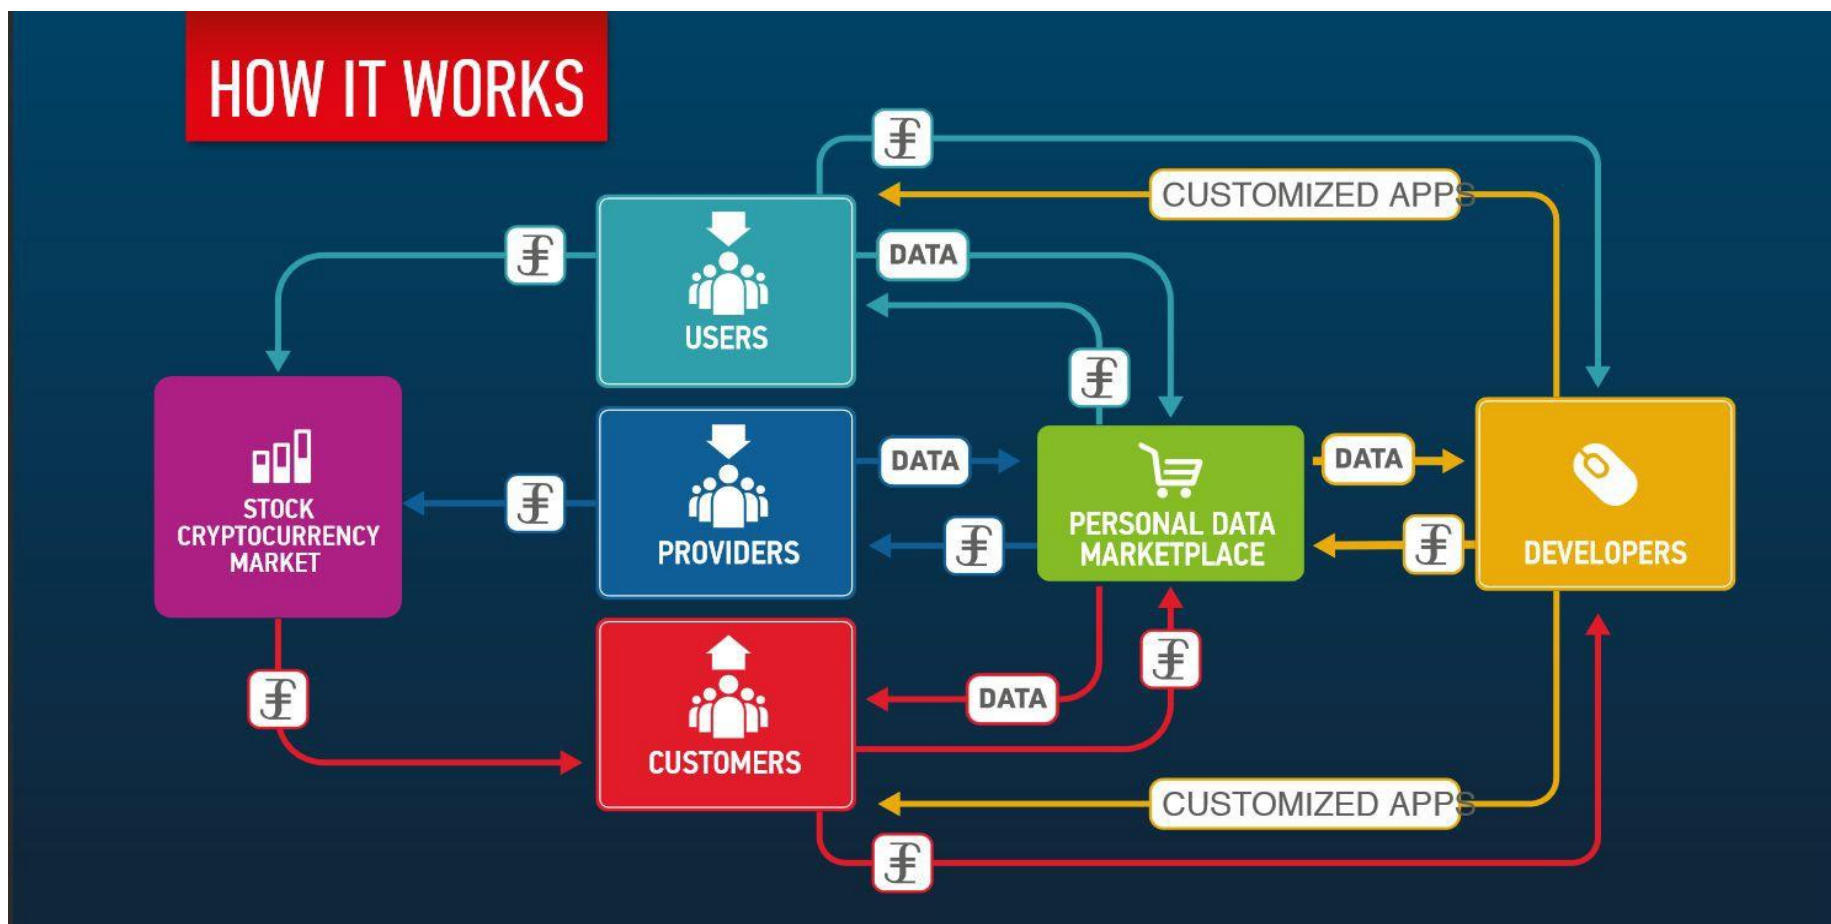 HOW IT WORKS
CUSTOMIZED APPS
DATA
USERS
STOCK
CRYPTOCURRENCY
MARKET
DATA
PROVIDERS
PERSONAL DATA
MARKETPLACE
DATA
DEVELOPERS
DATA
CUSTOMERS
CUSTOMIZED APPS